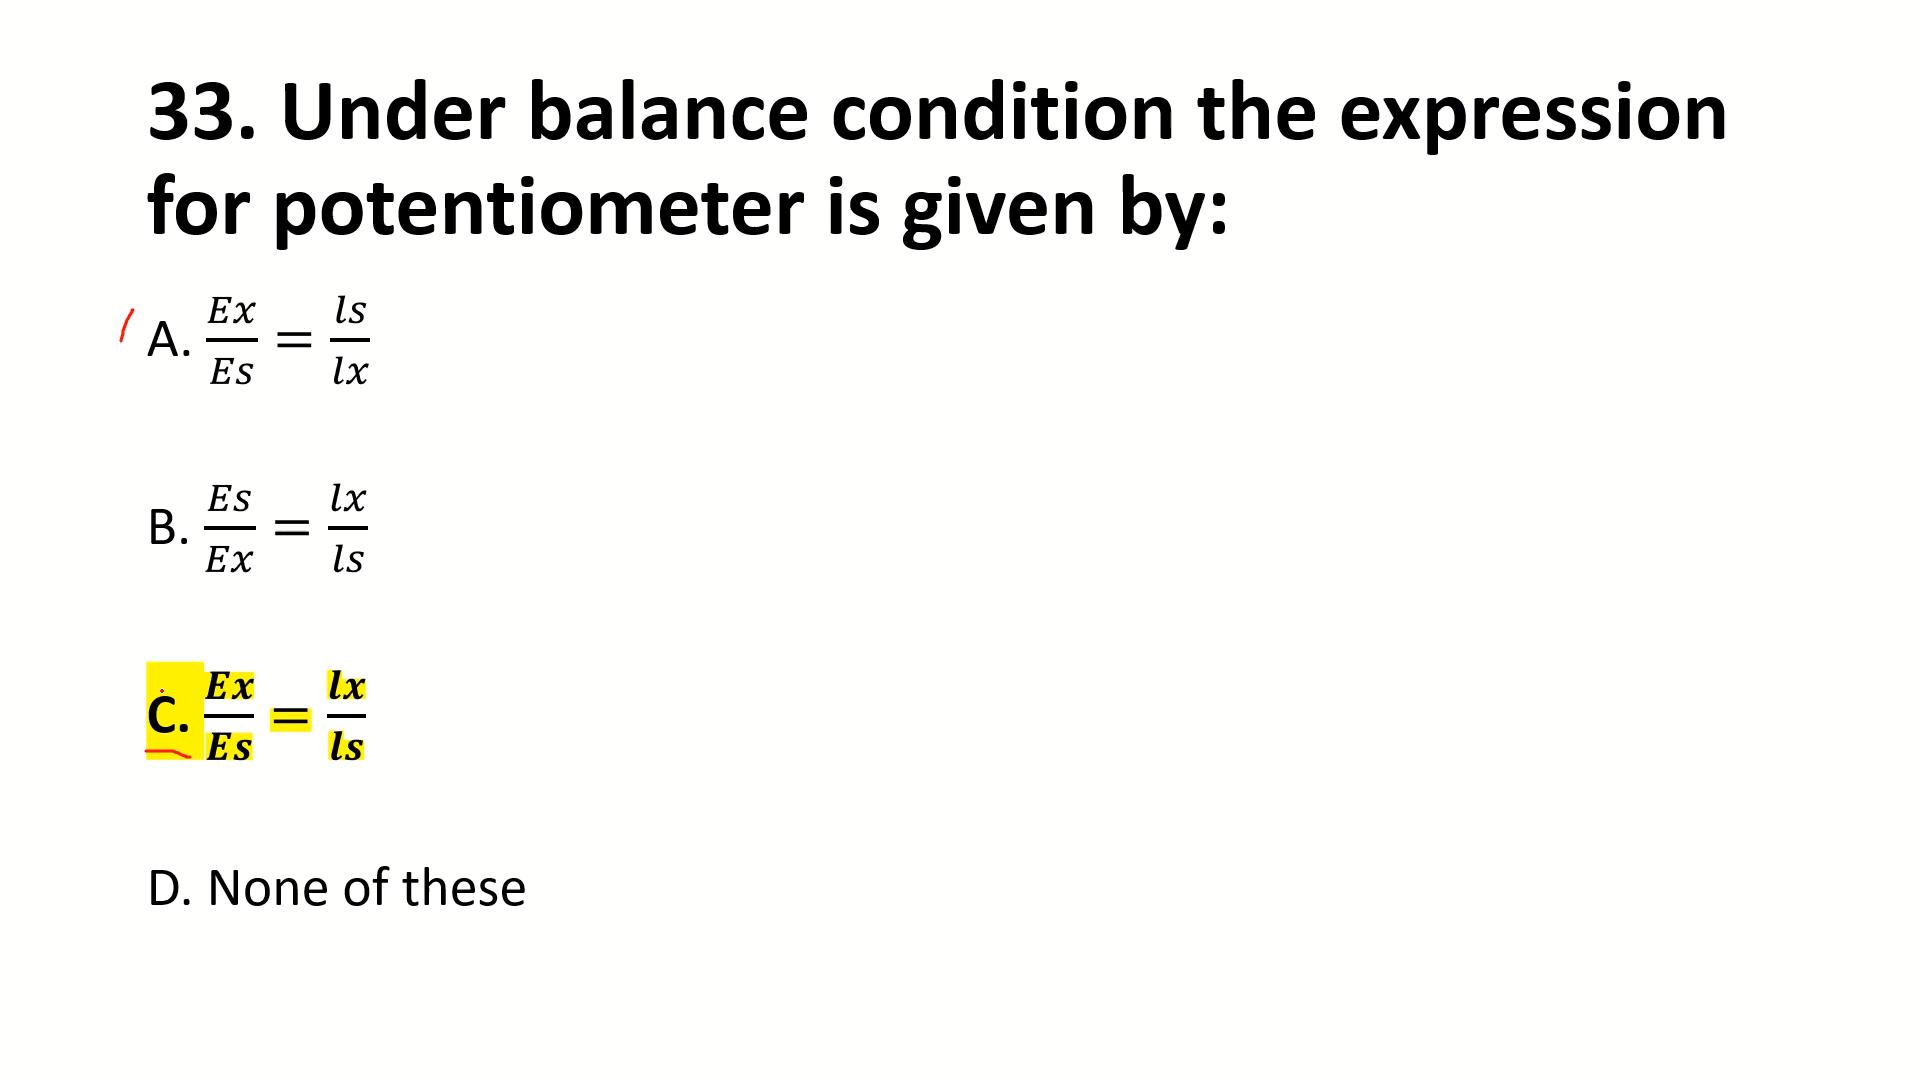 33. Under balance condition the expression
for potentiometer is given by:
A. Ex/Es = ls/lx
B. Es/Ex = lx/ls
C. Ex/Es = lx/ls
D. None of these